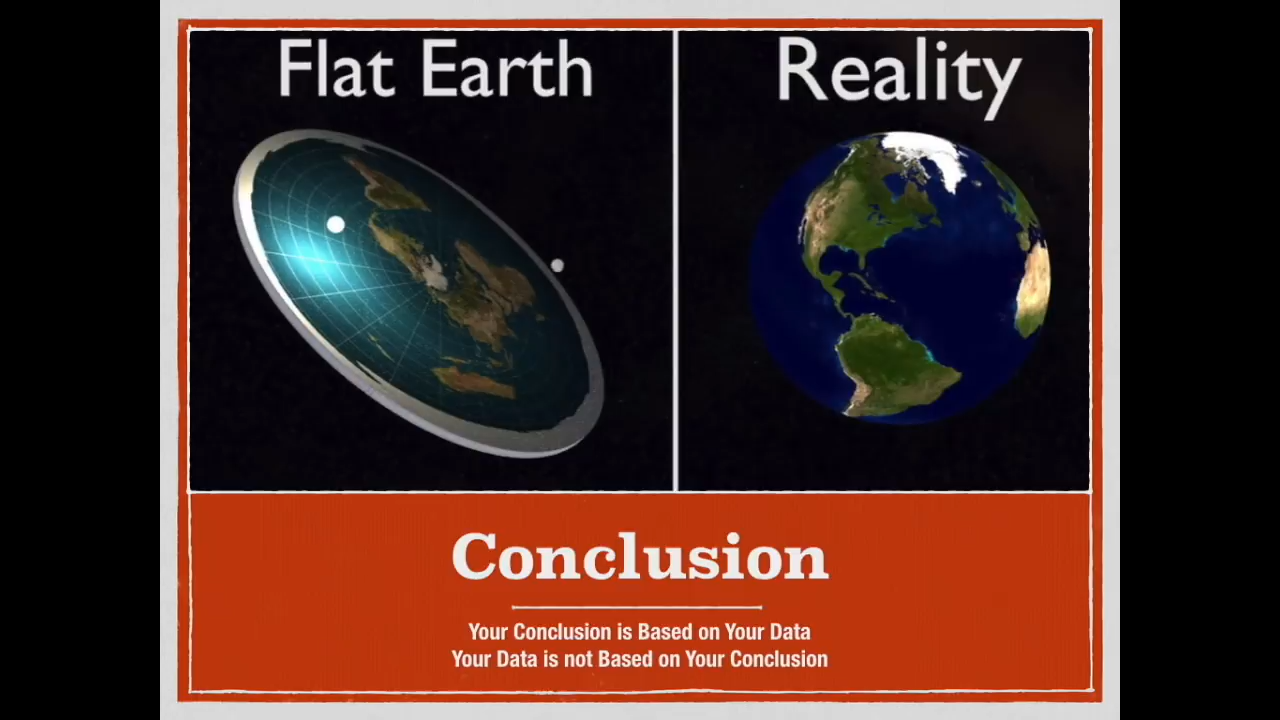 Flat Earth
Reality
Conclusion
Your Conclusion is Based on Your Data
Your Data is not Based on Your Conclusion